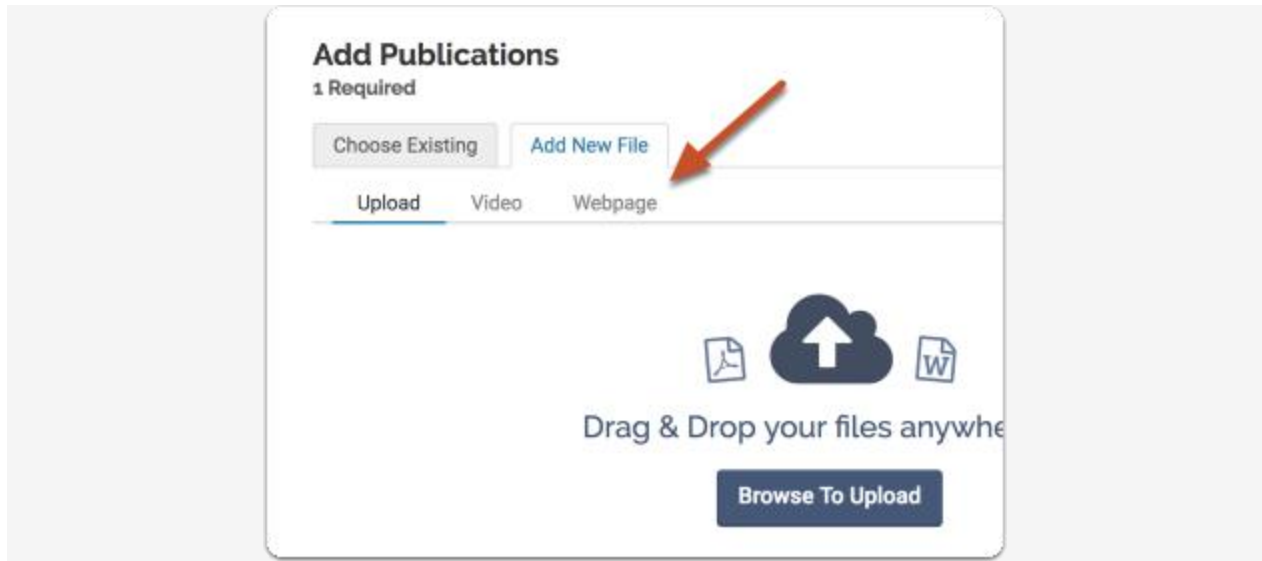 Add Publications
1 Required
Choose Existing Add New File
Upload Video Webpage
W
Drag & Drop your files anywhe
Browse To Upload